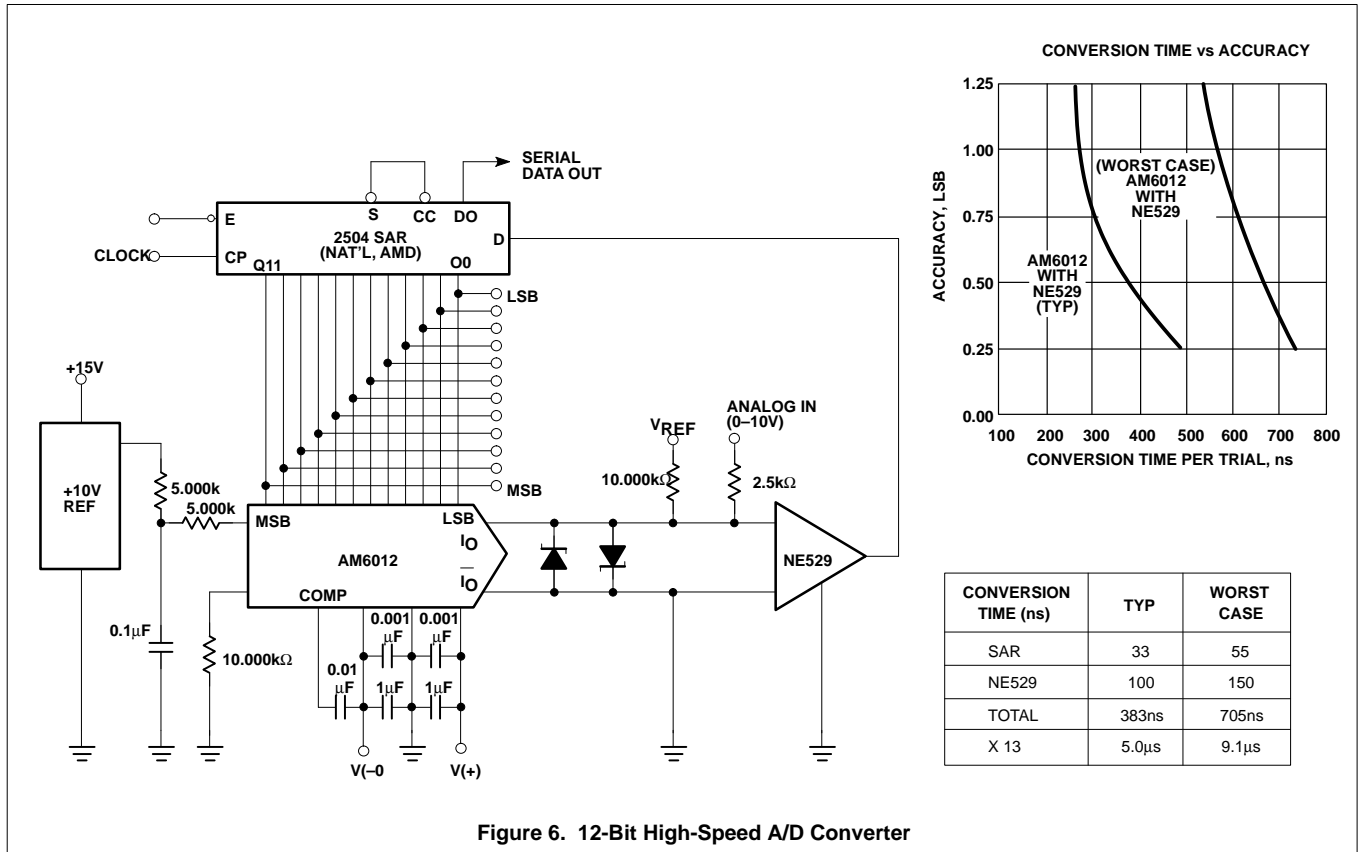 CONVERSION TIME vs ACCURACY
1.25
1.00
0.75
0.50
0.25
0.00
ACCURACY, LSB
(WORST CASE)
AM6012
WITH
NE529
AM6012
WITH
NE529
(TYP)
100 200 300 400 500 600 700 800
CONVERSION TIME PER TRIAL, ns
SERIAL
DATA OUT
E
S
CC
DO
D
2504 SAR
(NAT'L, AMD)
CLOCK
CP
Q11
O0
LSB
MSB
+15V
+10V
REF
5.000k
5.000k
0.1µF
10.000kΩ
MSB
LSB
IO
IO
AM6012
COMP
0.001
µF
0.001
µF
0.01
µF
1µF
1µF
V(–0
V(+)
VREF
10.000kΩ
ANALOG IN
(0–10V)
2.5kΩ
NE529
CONVERSION TIME (ns) TYP WORST CASE
SAR 33 55
NE529 100 150
TOTAL 383ns 705ns
X 13 5.0µs 9.1µs
Figure 6. 12-Bit High-Speed A/D Converter